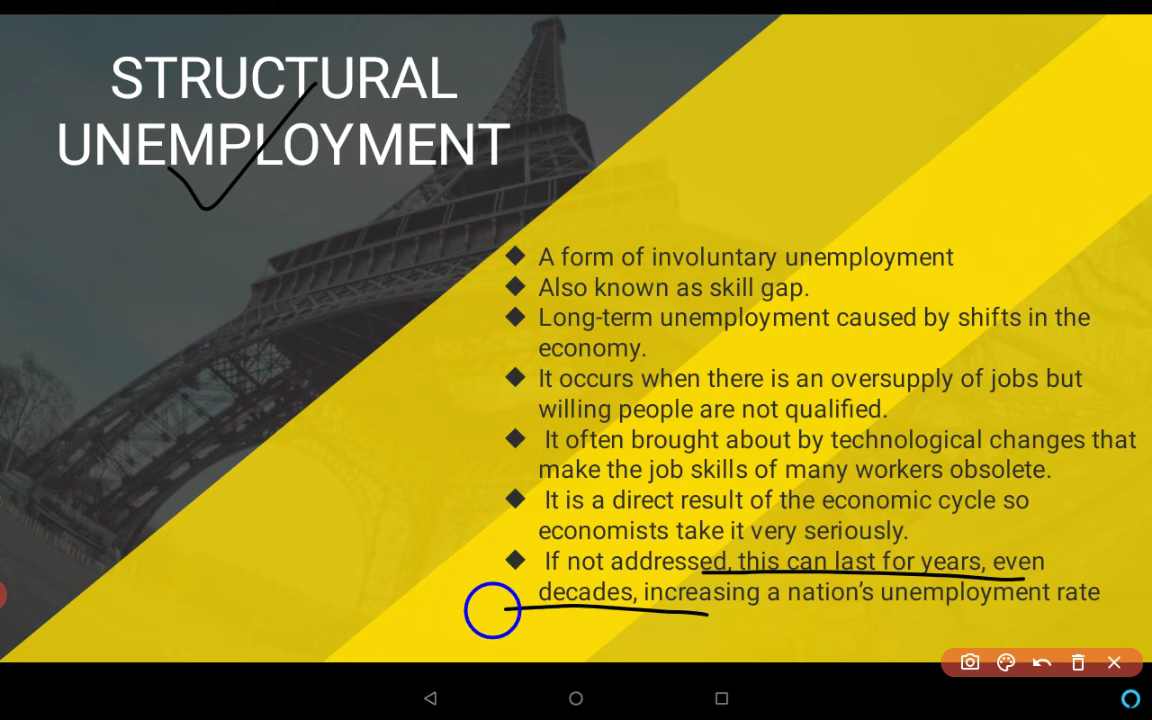 STRUCTURAL
UNEMPLOYMENT
◆ A form of involuntary unemployment
◆ Also known as skill gap.
◆ Long-term unemployment caused by shifts in the
economy.
◆ It occurs when there is an oversupply of jobs but
willing people are not qualified.
◆ It often brought about by technological changes that
make the job skills of many workers obsolete.
◆ It is a direct result of the economic cycle so
economists take it very seriously.
◆ If not addressed, this can last for years, even
decades, increasing a nation’s unemployment rate